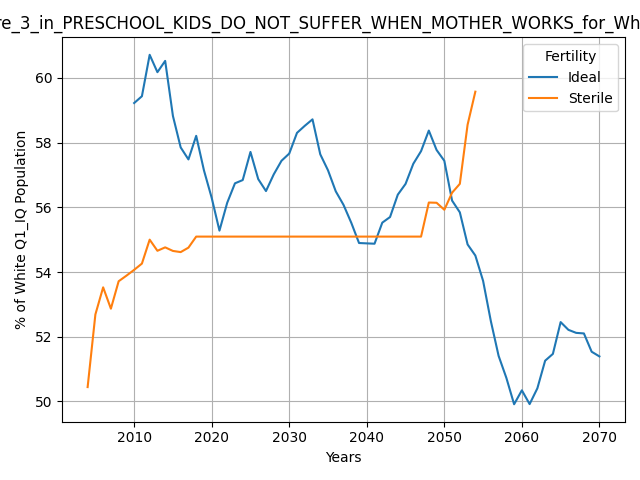 re_3_in_PRESCHOOL_KIDS_DO_NOT_SUFFER_WHEN_MOTHER_WORKS_for_Wh
Fertility
Ideal
Sterile
% of White Q1_IQ Population
60
58
56
54
52
50
2010
2020
2030
2040
2050
2060
2070
Years